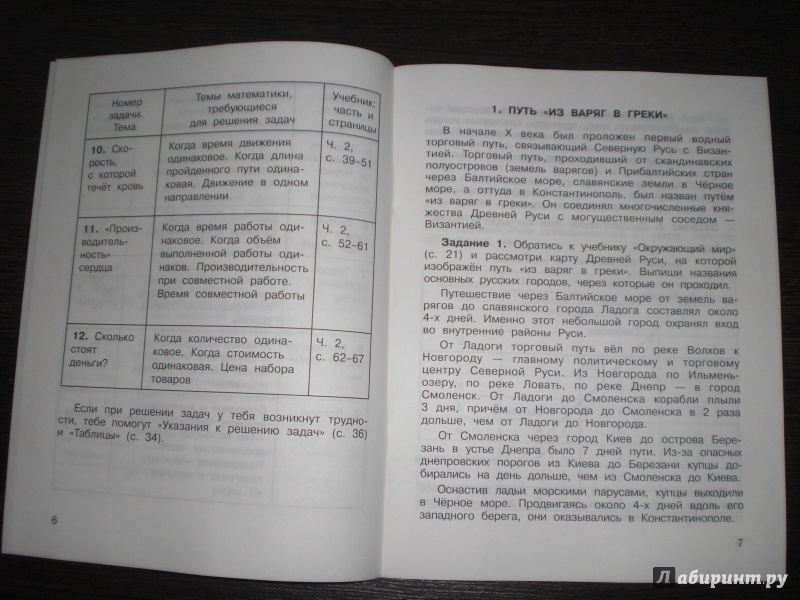 Номер задачи. Тема
Темы математики, требующиеся для решения задач
Учебник: часть и страницы
10. Ско-
рость,
с которой
течёт кровь
Когда время движения
одинаковое. Когда длина
пройденного пути одина-
ковая. Движение в одном
направлении
Ч. 2,
с. 39–51
11. «Произ-
водитель-
ность»
сердца
Когда время работы оди-
наковое. Когда объём
выполненной работы оди-
наков. Производительность
при совместной работе.
Время совместной работы
Ч. 2,
с. 52–61
12. Сколько
стоят
деньги?
Когда количество одина-
ковое. Когда стоимость
одинаковая. Цена набора
товаров
Ч. 2,
с. 62–67
Если при решении задач у тебя возникнут трудно-
сти, тебе помогут «Указания к решению задач» (с. 36)
и «Таблицы» (с. 34).
6
1. ПУТЬ «ИЗ ВАРЯГ В ГРЕКИ»
В начале X века был проложен первый водный
торговый путь, связывающий Северную Русь с Визан-
тией. Торговый путь, проходивший от скандинавских
полуостровов (земель варягов) и Прибалтийских стран
через Балтийское море, славянские земли в Чёрное
море, а оттуда в Константинополь, был назван путём
«из варяг в греки». Он соединял многочисленные кня-
жества Древней Руси с могущественным соседом —
Византией.
Задание 1. Обратись к учебнику «Окружающий мир»
(с. 21) и рассмотри карту Древней Руси, на которой
изображён путь «из варяг в греки». Выпиши названия
основных русских городов, через которые он проходил.
Путешествие через Балтийское море от земель ва-
рягов до славянского города Ладога составлял около
4-х дней. Именно этот небольшой город охранял вход
во внутренние районы Руси.
От Ладоги торговый путь вёл по реке Волхов к
Новгороду — главному политическому и торговому
центру Северной Руси. Из Новгорода по Ильмень-
озеру, по реке Ловать, по реке Днепр — в город
Смоленск. От Ладоги до Смоленска корабли плыли
3 дня, причём от Новгорода до Смоленска в 2 раза
дольше, чем от Ладоги до Новгорода.
От Смоленска через город Киев до острова Бере-
зань в устье Днепра было 7 дней пути. Из-за опасных
днепровских порогов из Киева до Березани купцы до-
бирались на день дольше, чем из Смоленска до Киева.
Оснастив ладьи морскими парусами, купцы выходили
в Чёрное море. Продвигаясь около 4-х дней вдоль его
западного берега, они оказывались в Константинополе.
7
Лабиринт.ру